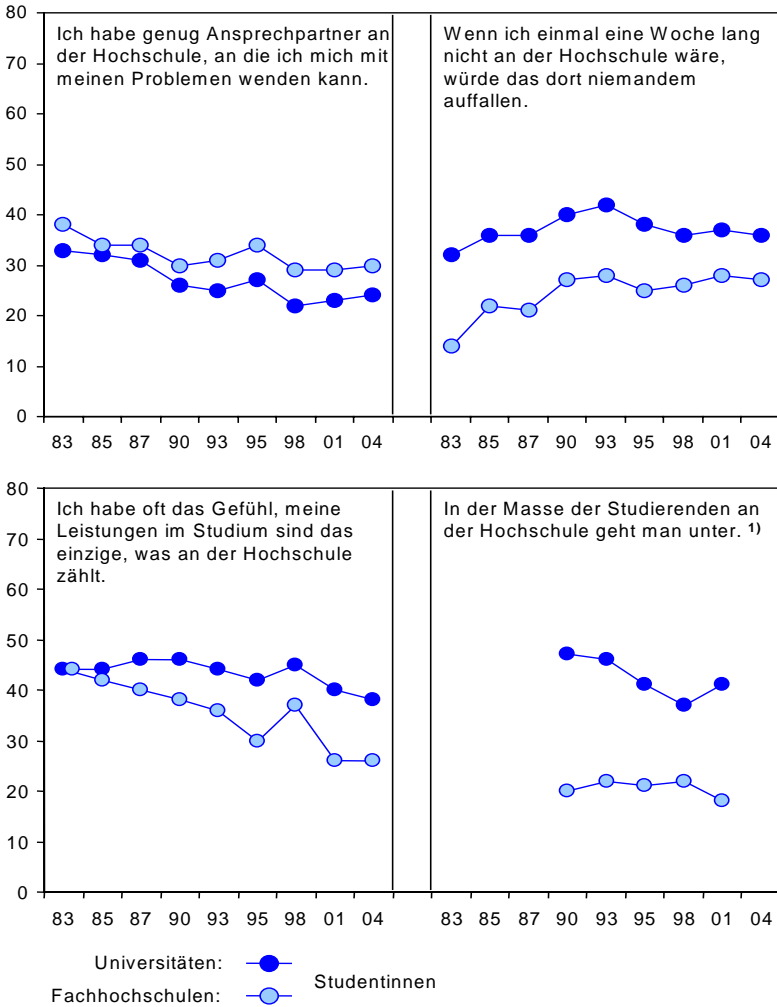 Ich habe genug Ansprechpartner an
der Hochschule, an die ich mich mit
meinen Problemen wenden kann.
Wenn ich einmal eine Woche lang
nicht an der Hochschule wäre,
würde das dort niemandem
auffallen.
80
70
60
50
40
30
20
10
0
83 85 87 90 93 95 98 01 04
83 85 87 90 93 95 98 01 04
Ich habe oft das Gefühl, meine
Leistungen im Studium sind das
einzige, was an der Hochschule
zählt.
In der Masse der Studierenden an
der Hochschule geht man unter. 1)
80
70
60
50
40
30
20
10
0
83 85 87 90 93 95 98 01 04
83 85 87 90 93 95 98 01 04
Universitäten:
Studentinnen
Fachhochschulen: